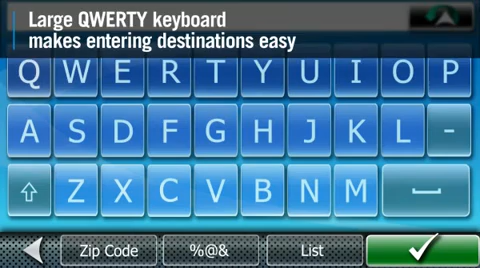 Large QWERTY keyboard
makes entering destinations easy
Q W E R T Y U I O P
A S D F G H J K L -
Z X C V B N M
Zip Code %@& List